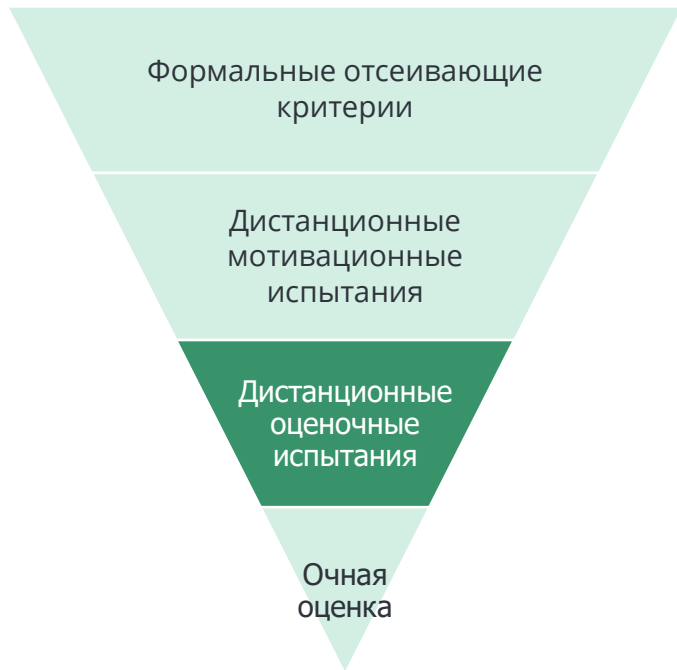 Формальные отсеивающие
критерии
Дистанционные
мотивационные
испытания
Дистанционные
оценочные
испытания
Очная
оценка